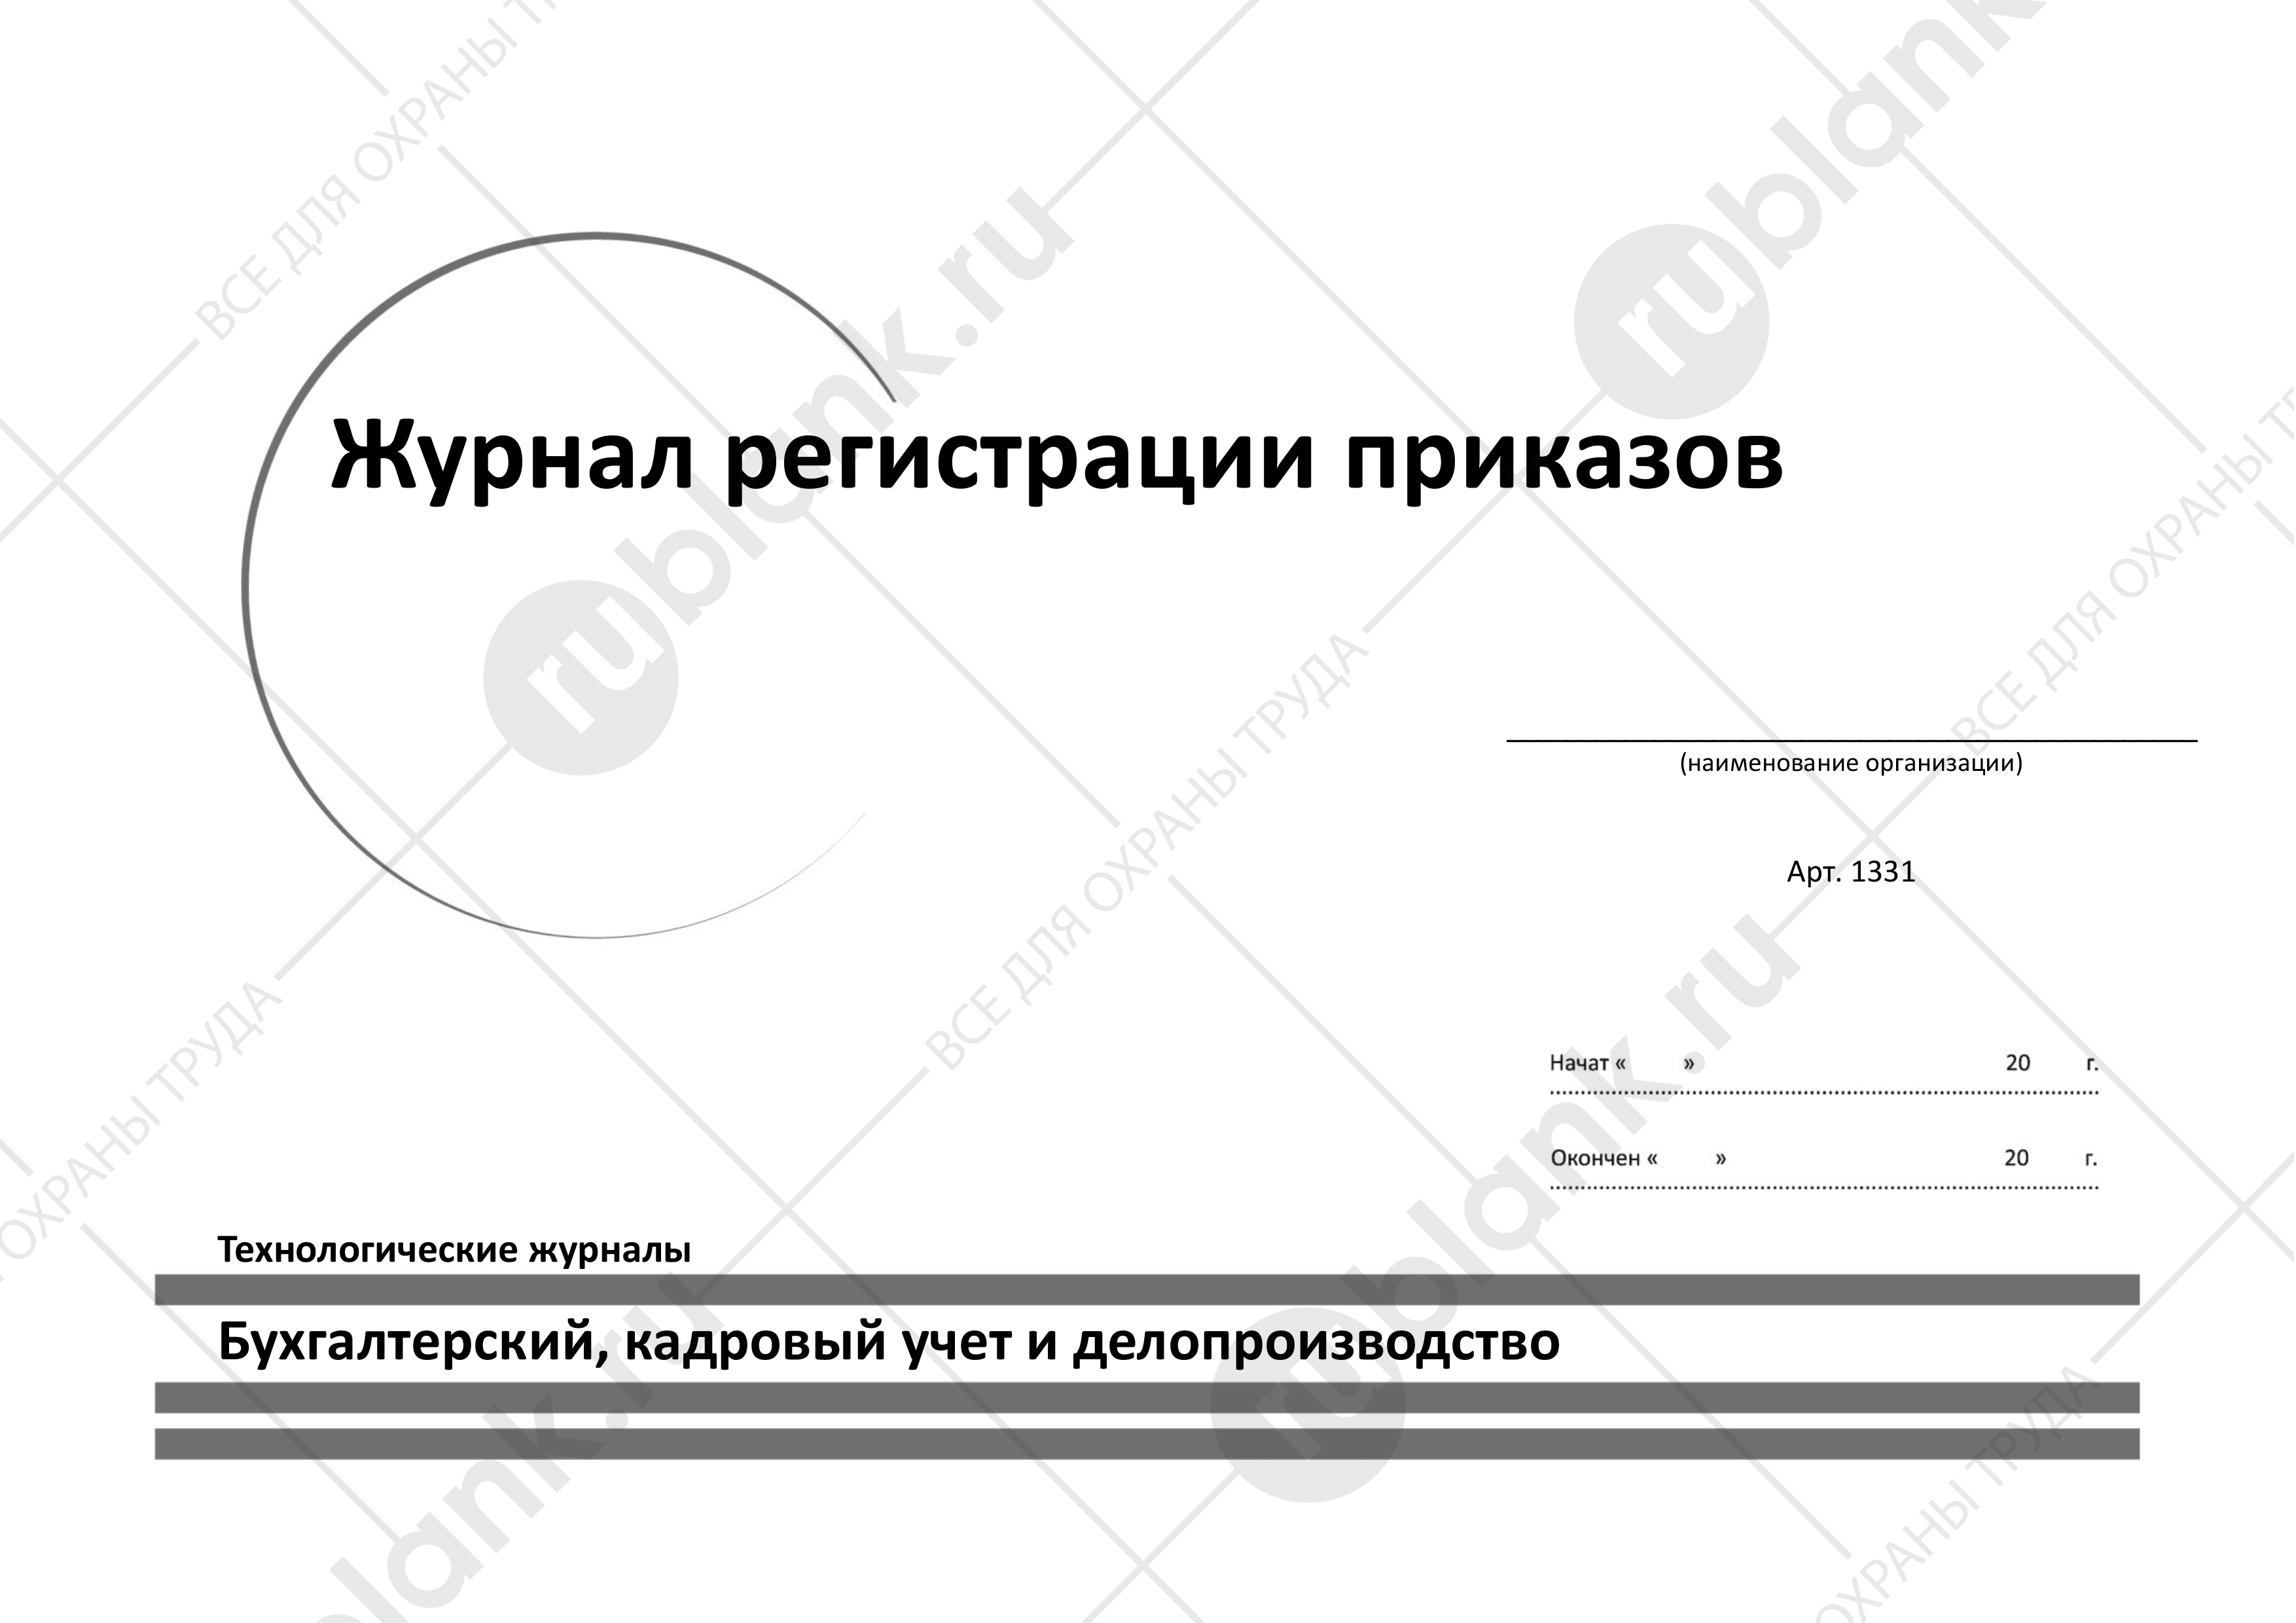 Журнал регистрации приказов
(наименование организации)
Арт. 1331
Начат « » 20 г.
Окончен « » 20 г.
Технологические журналы
Бухгалтерский, кадровый учет и делопроизводство
ВСЕ ДЛЯ ОХРАНЫ ТРУДА
rublank.ru